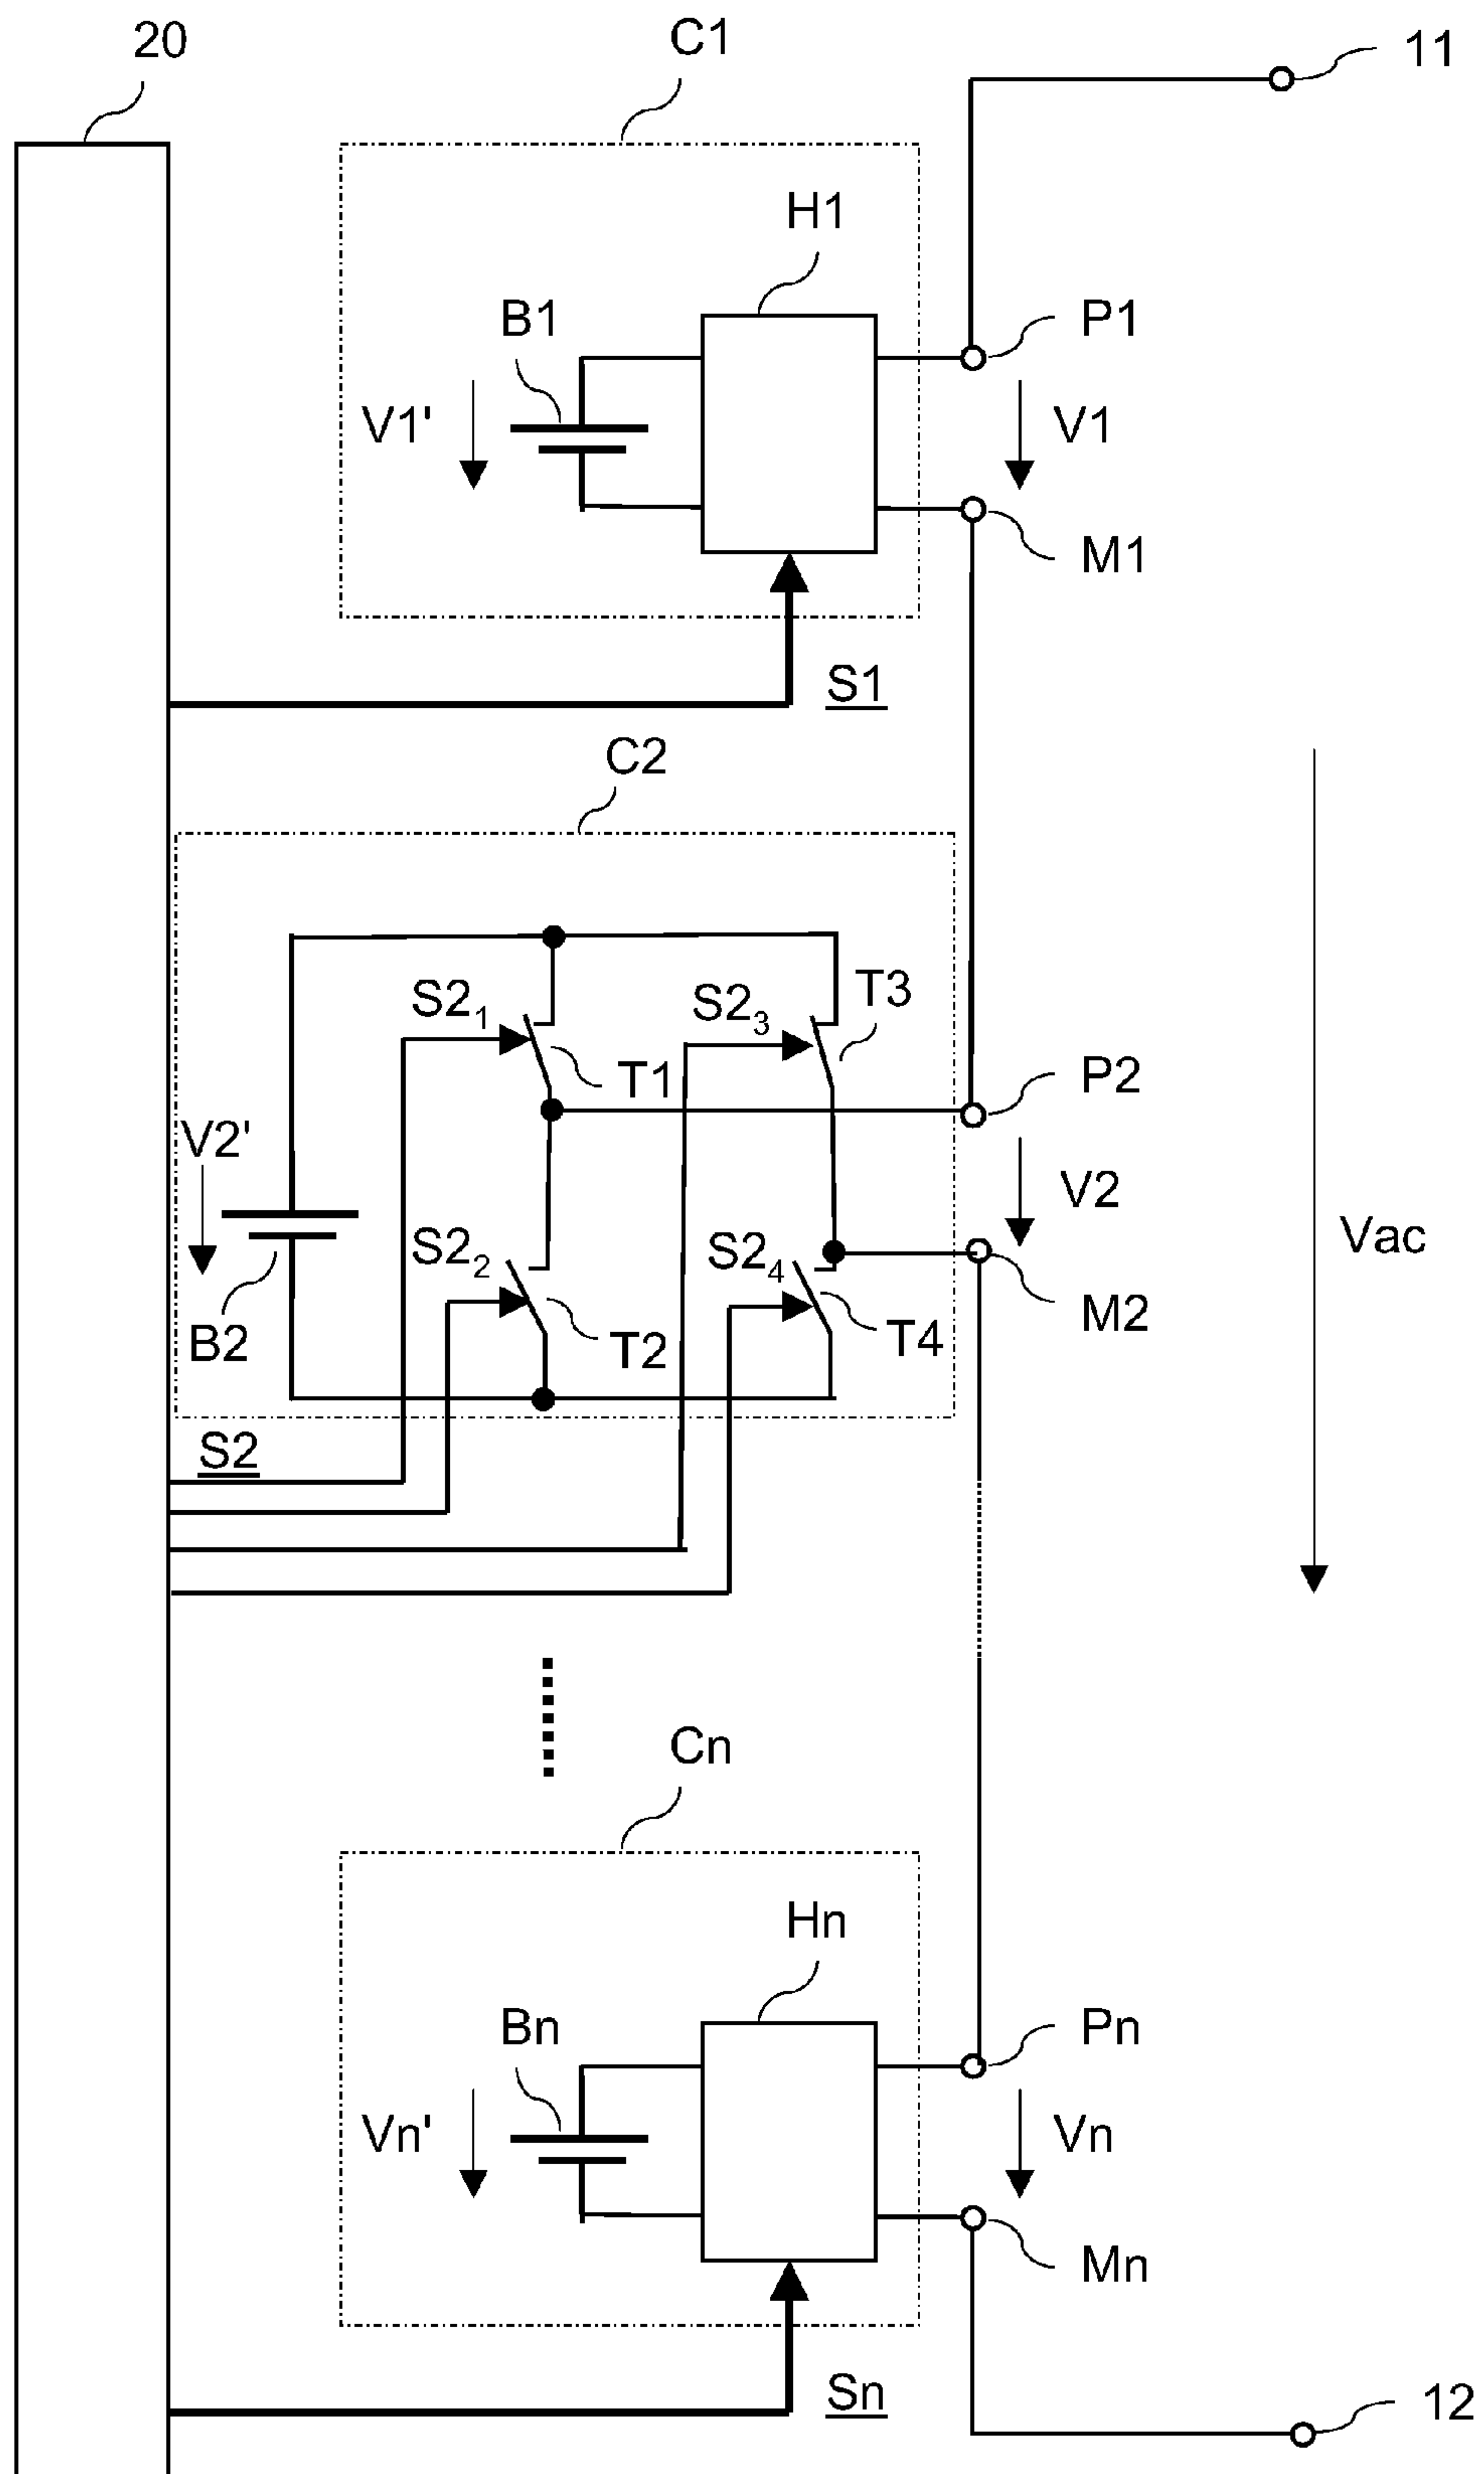 20
C1
11
H1
B1
P1
V1'
V1
M1
S1
C2
S2₁
S2₃
T3
T1
P2
V2'
V2
Vac
S2₂
S2₄
M2
B2
T2
T4
S2
Cn
Hn
Bn
Pn
Vn'
Vn
Mn
Sn
12